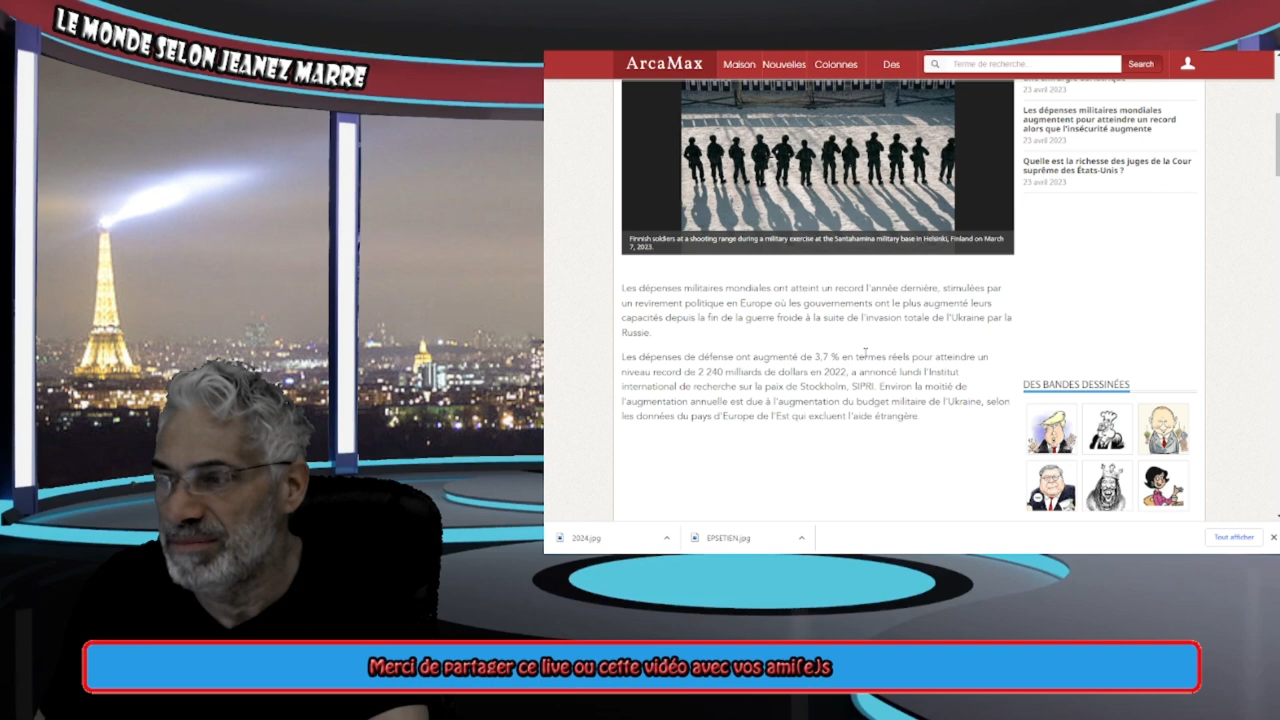 LE MONDE SELON JEANEZ MARRE
ArcaMax
Maison
Nouvelles
Colonnes
Des
Terme de recherche.
Search
23 avril 2023
Les dépenses militaires mondiales
augmentent pour atteindre un record
alors que l'insécurité augmente
23 avril 2023
Quelle est la richesse des juges de la Cour
suprême des États-Unis ?
23 avril 2023
Finnish soldiers at a shooting range during a military exercise at the Santahamina military base in Helsinki, Finland on March
7, 2023.
Les dépenses militaires mondiales ont atteint un record l'année dernière, stimulées par
un revirement politique en Europe où les gouvernements ont le plus augmenté leurs
capacités depuis la fin de la guerre froide à la suite de l'invasion totale de l'Ukraine par la
Russie.
Les dépenses de défense ont augmenté de 3,7 % en termes réels pour atteindre un
niveau record de 2 240 milliards de dollars en 2022, a annoncé lundi l'Institut
international de recherche sur la paix de Stockholm, SIPRI. Environ la moitié de
l'augmentation annuelle est due à l'augmentation du budget militaire de l'Ukraine, selon
les données du pays d'Europe de l'Est qui excluent l'aide étrangère.
DES BANDES DESSINÉES
2024.jpg
EPSETIEN.jpg
Tout afficher
Merci de partager ce live ou cette vidéo avec vos ami(e)s